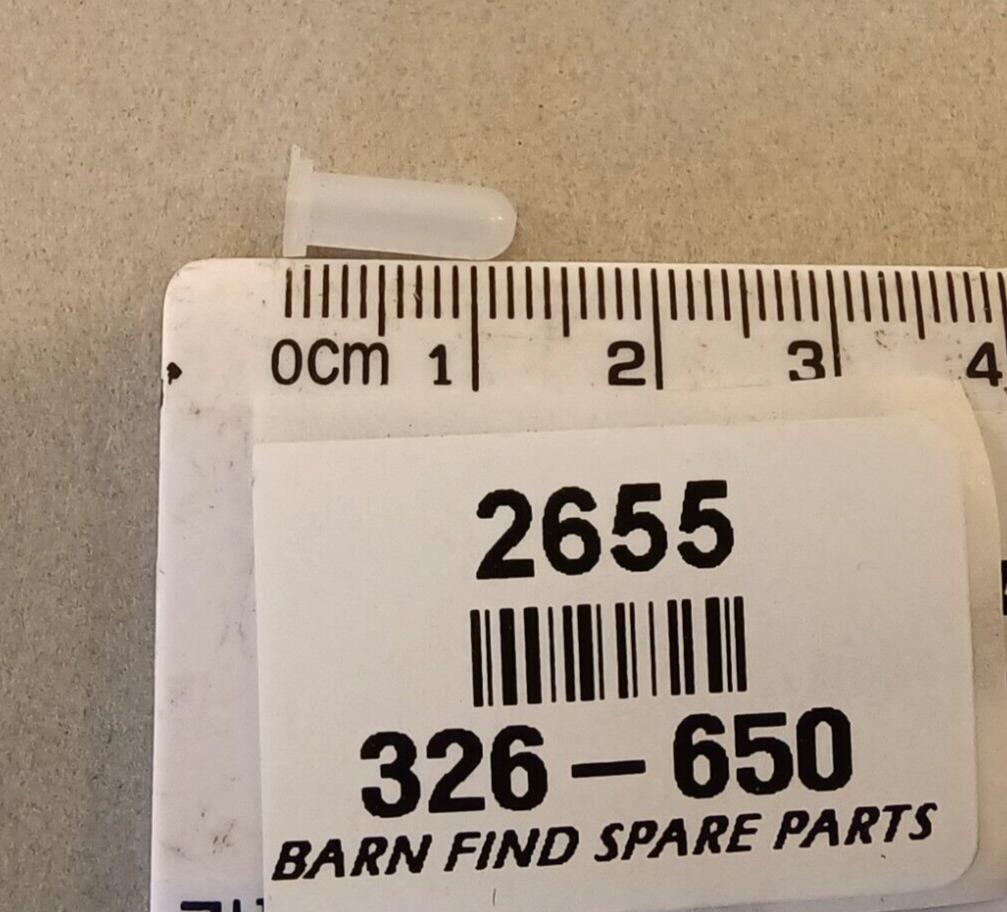 0cm 1 2 3 4
2655
326-650
BARN FIND SPARE PARTS